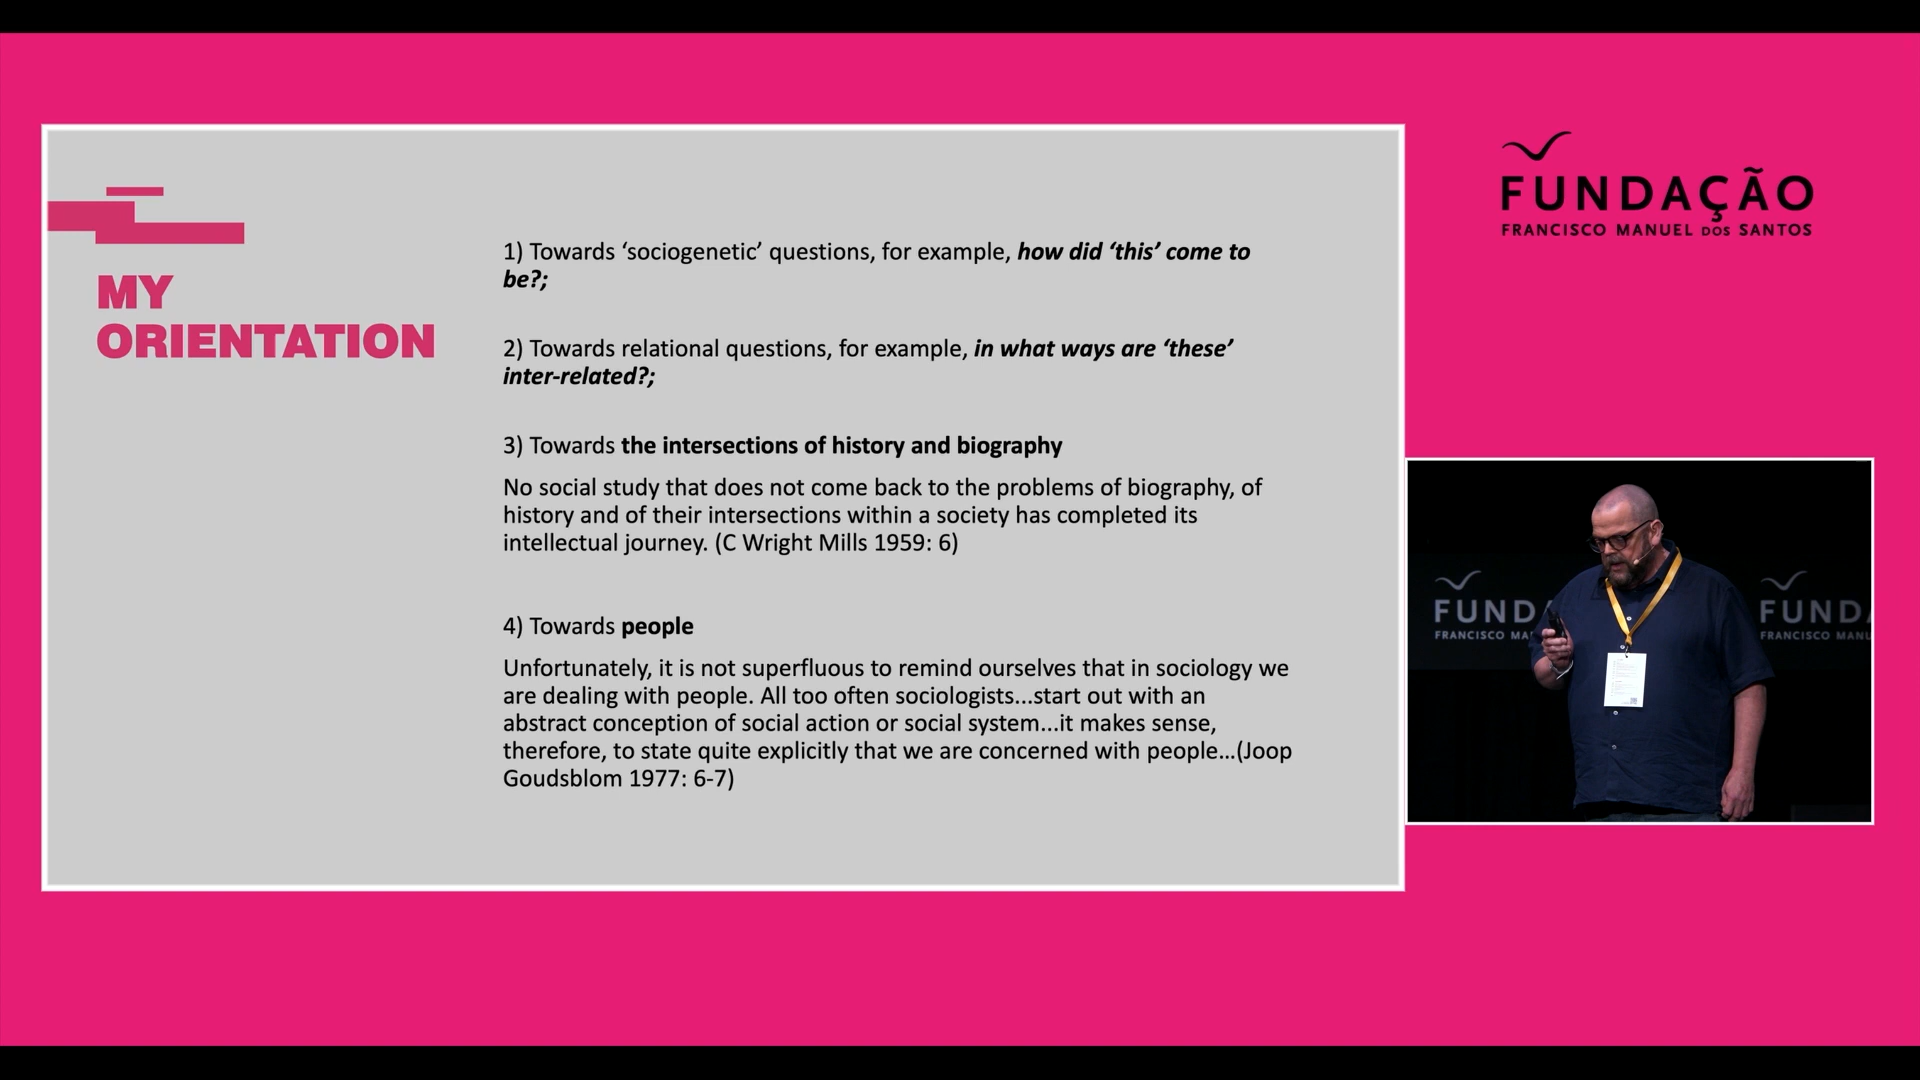 MY
ORIENTATION
1) Towards ‘sociogenetic’ questions, for example, how did ‘this’ come to
be?;
2) Towards relational questions, for example, in what ways are ‘these’
inter-related?;
3) Towards the intersections of history and biography
No social study that does not come back to the problems of biography, of
history and of their intersections within a society has completed its
intellectual journey. (C Wright Mills 1959: 6)
4) Towards people
Unfortunately, it is not superfluous to remind ourselves that in sociology we
are dealing with people. All too often sociologists...start out with an
abstract conception of social action or social system...it makes sense,
therefore, to state quite explicitly that we are concerned with people...(Joop
Goudsblom 1977: 6-7)
FUNDAÇÃO
FRANCISCO MANUEL DOS SANTOS
FUNDA
FRANCISCO MA
FUNDA
FRANCISCO MANU